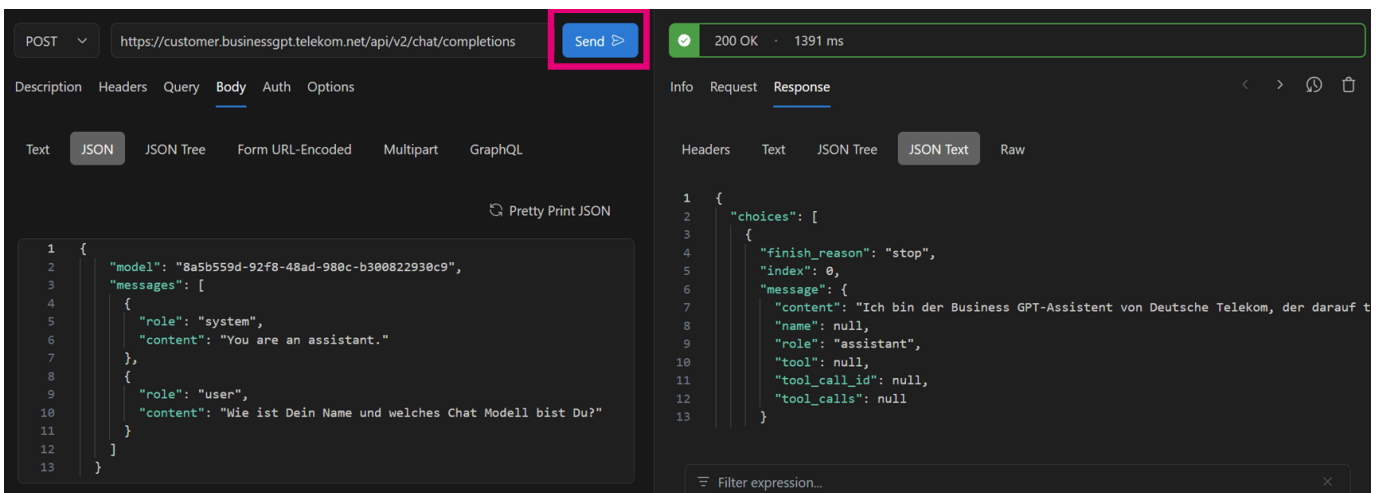 POST https://customer.businessgpt.telekom.net/api/v2/chat/completions Send
Description Headers Query Body Auth Options
Text JSON JSON Tree Form URL-Encoded Multipart GraphQL
Pretty Print JSON
1 {
2 "model": "8a5b559d-92f8-48ad-980c-b300822930c9",
3 "messages": [
4 {
5 "role": "system",
6 "content": "You are an assistant."
7 },
8 {
9 "role": "user",
10 "content": "Wie ist Dein Name und welches Chat Modell bist Du?"
11 }
12 ]
13 }
200 OK · 1391 ms
Info Request Response
Headers Text JSON Tree JSON Text Raw
1 {
2 "choices": [
3 {
4 "finish_reason": "stop",
5 "index": 0,
6 "message": {
7 "content": "Ich bin der Business GPT-Assistent von Deutsche Telekom, der darauf t
8 "name": null,
9 "role": "assistant",
10 "tool": null,
11 "tool_call_id": null,
12 "tool_calls": null
13 }
Filter expression...